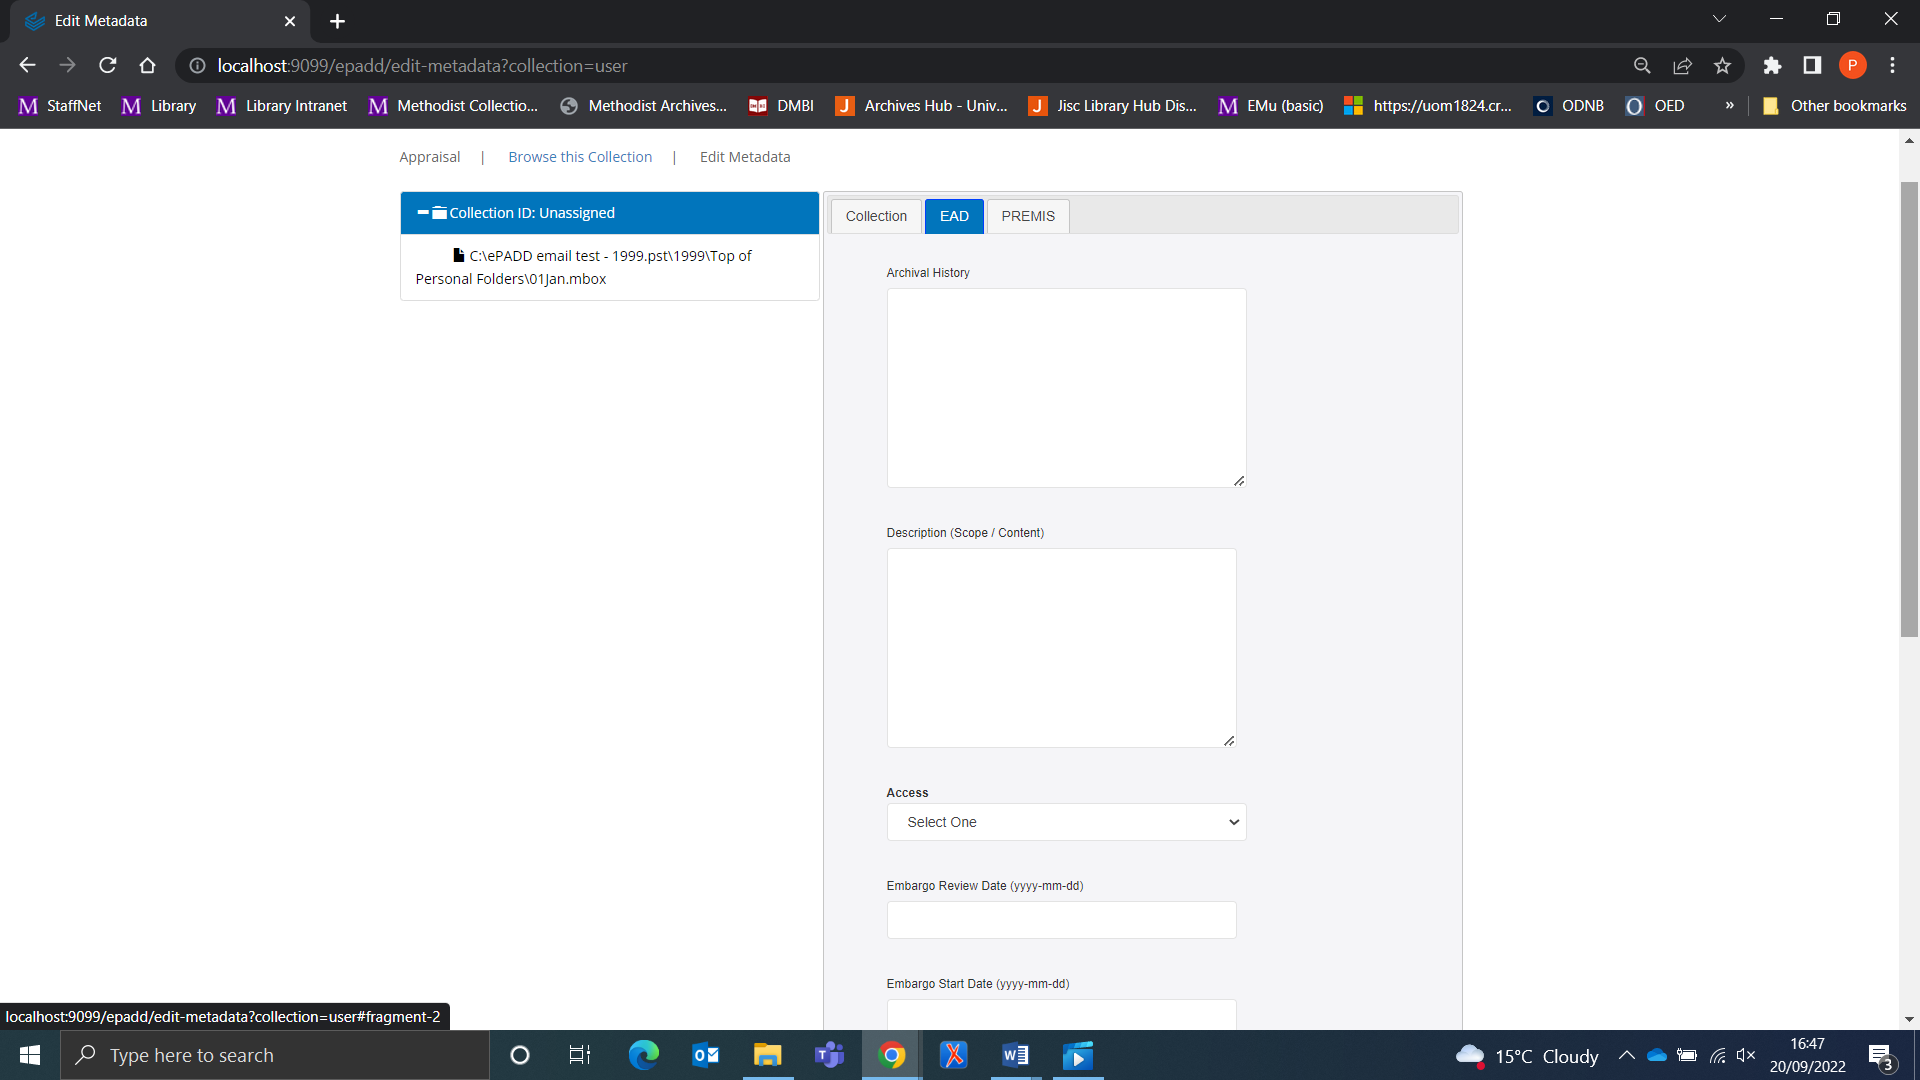 Edit Metadata
localhost:9099/epadd/edit-metadata?collection=user
P
StaffNet
Library
Library Intranet
Methodist Collectio...
Methodist Archives...
DMBI
Archives Hub - Univ...
Jisc Library Hub Dis...
EMu (basic)
https://uom1824.cr...
ODNB
OED
»
Other bookmarks
Appraisal | Browse this Collection | Edit Metadata
Collection ID: Unassigned
C:\ePADD email test - 1999.pst\1999\Top of
Personal Folders\01Jan.mbox
Collection
EAD
PREMIS
Archival History
Description (Scope / Content)
Access
Select One
Embargo Review Date (yyyy-mm-dd)
Embargo Start Date (yyyy-mm-dd)
localhost:9099/epadd/edit-metadata?collection=user#fragment-2
Type here to search
15°C Cloudy
16:47
20/09/2022
3